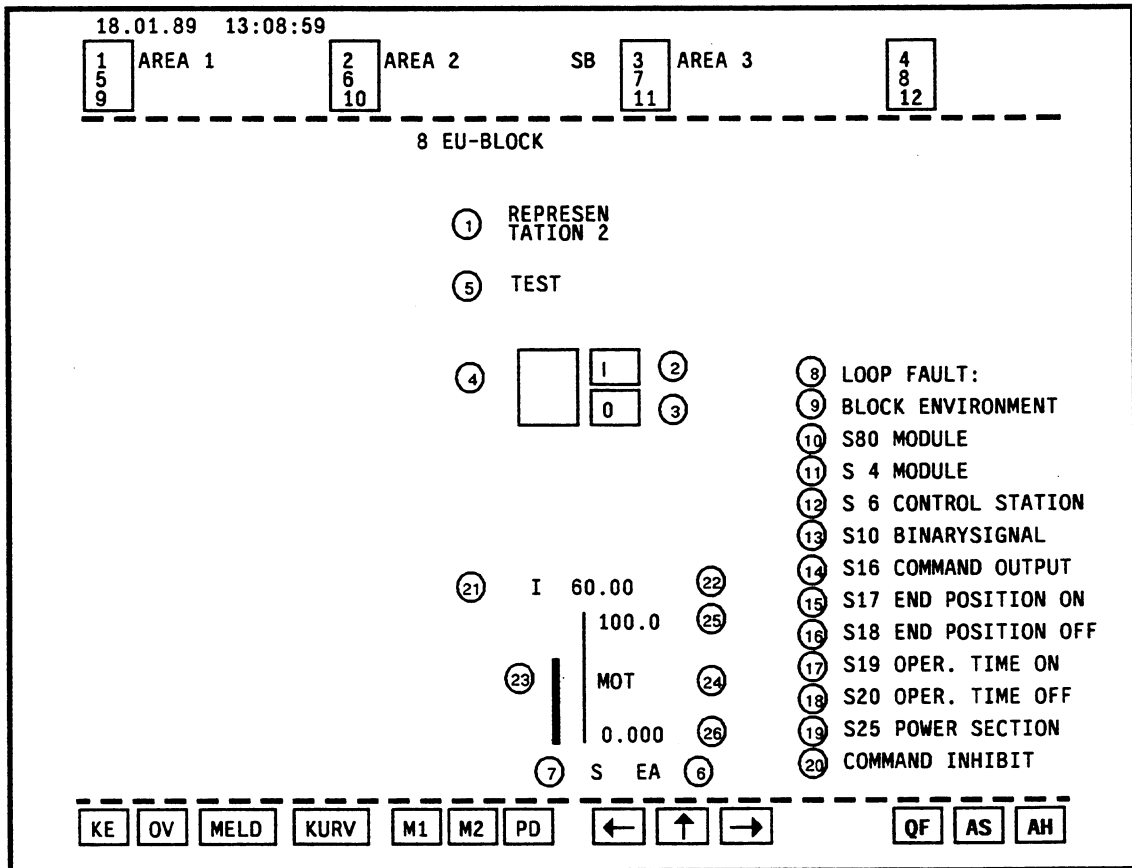 18.01.89 13:08:59
1 AREA 1 2 AREA 2 SB 3 AREA 3 4
5 6 7 8
9 10 11 12
8 EU-BLOCK
1 REPRESEN
TATION 2
5 TEST
4 I 2
0 3
8 LOOP FAULT:
9 BLOCK ENVIRONMENT
10 S80 MODULE
11 S 4 MODULE
12 S 6 CONTROL STATION
13 S10 BINARYSIGNAL
14 S16 COMMAND OUTPUT
15 S17 END POSITION ON
16 S18 END POSITION OFF
17 S19 OPER. TIME ON
18 S20 OPER. TIME OFF
19 S25 POWER SECTION
20 COMMAND INHIBIT
21 I 60.00 22
100.0 25
23 MOT 24
0.000 26
7 S EA 6
KE OV MELD KURV M1 M2 PD ← ↑ → QF AS AH